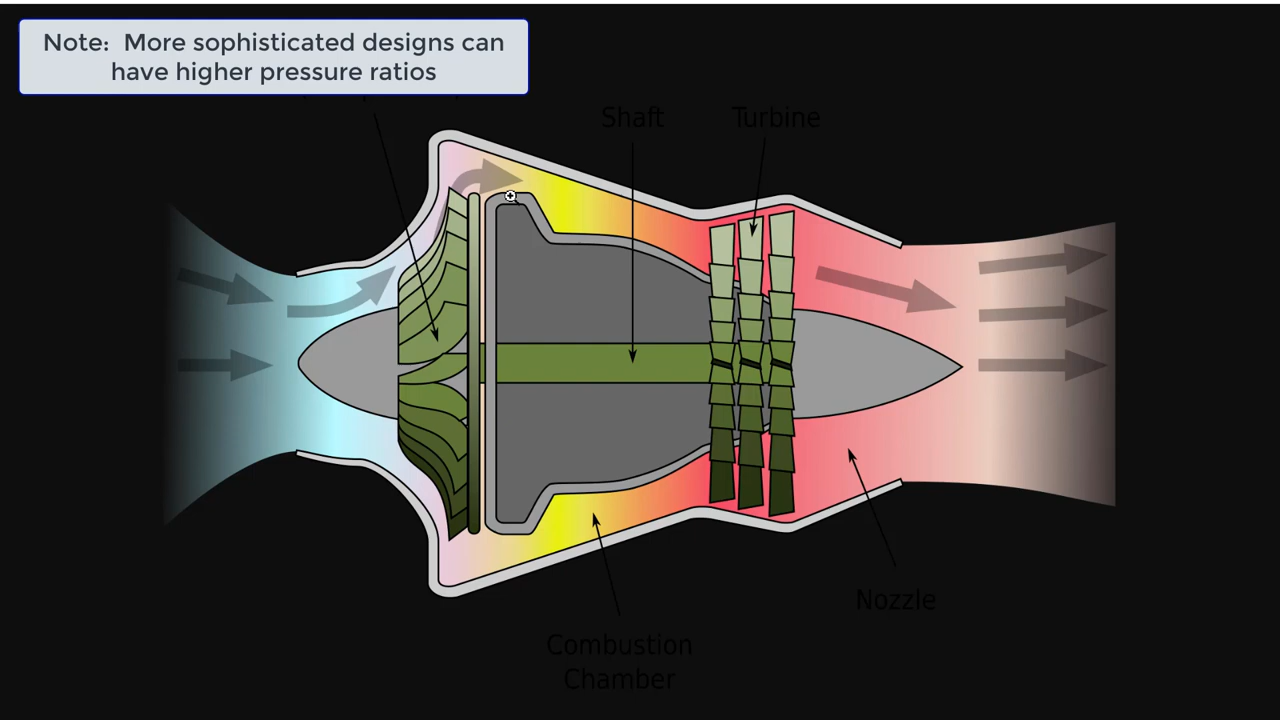 Note:  More sophisticated designs can
have higher pressure ratios
Shaft
Turbine
Nozzle
Combustion
Chamber